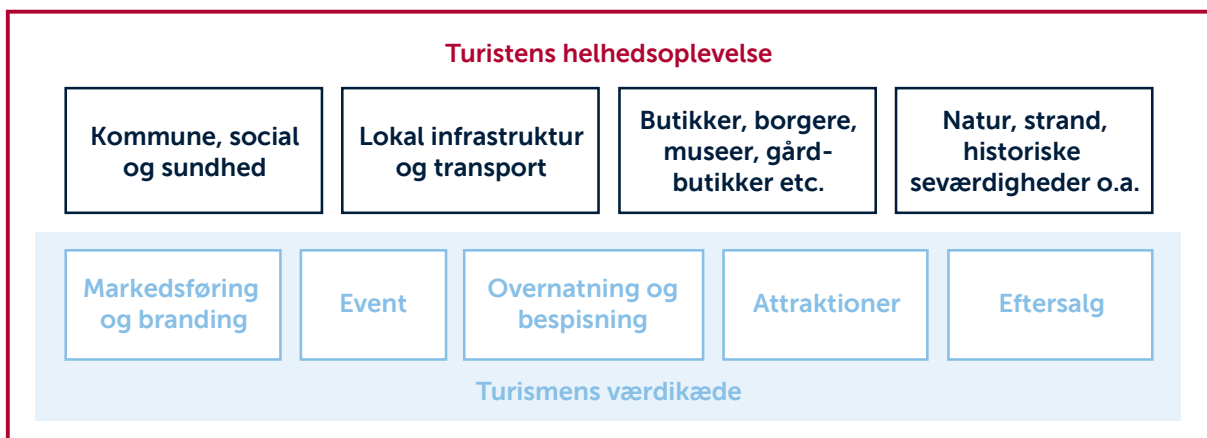 Turistens helhedsoplevelse
Kommune, social
og sundhed
Lokal infrastruktur
og transport
Butikker, borgere,
museer, gård-
butikker etc.
Natur, strand,
historiske
seværdigheder o.a.
Markedsføring
og branding
Event
Overnatning og
bespisning
Attraktioner
Eftersalg
Turismens værdikæde